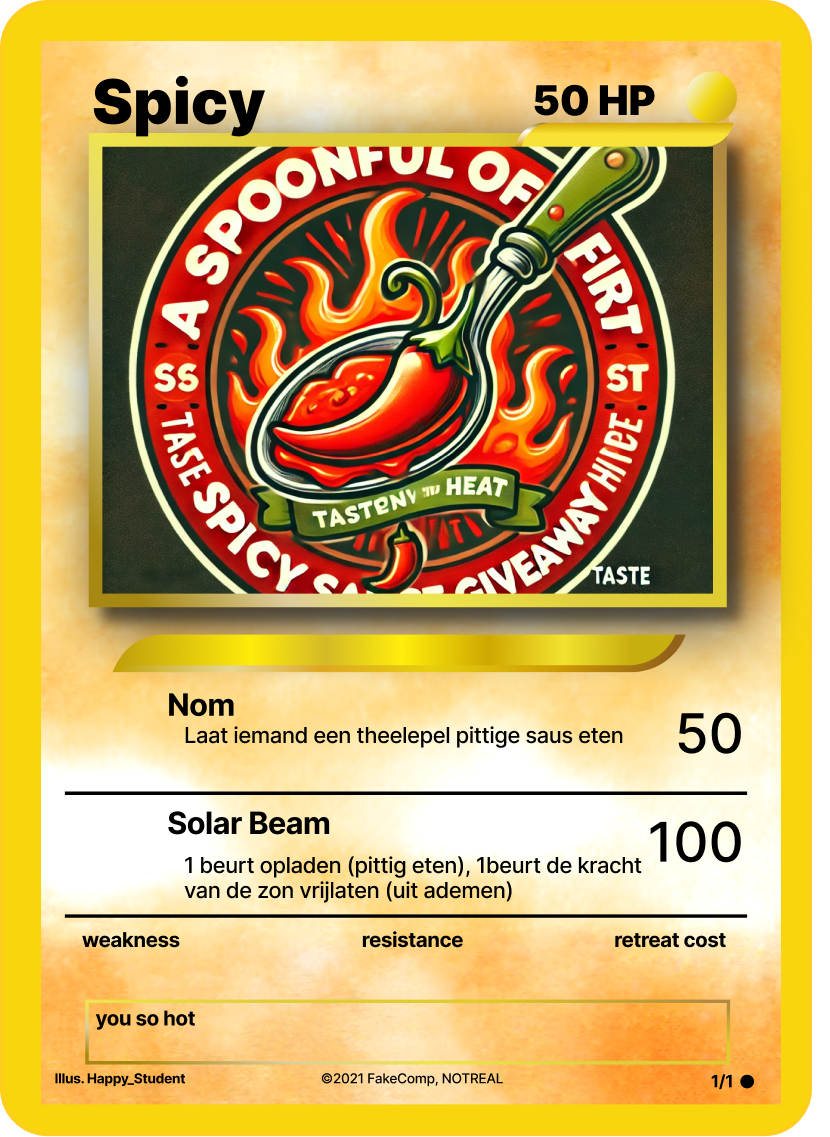 Spicy
50 HP
A SPOONFUL OF FIRT
SS
ST
TASE SPICY GIVEAWAY
TASTENY TO HEAT
TASTE
Nom
Laat iemand een theelepel pittige saus eten
50
Solar Beam
100
1 beurt opladen (pittig eten), 1beurt de kracht
van de zon vrijlaten (uit ademen)
weakness resistance retreat cost
you so hot
Illus. Happy_Student ©2021 FakeComp, NOTREAL 1/1